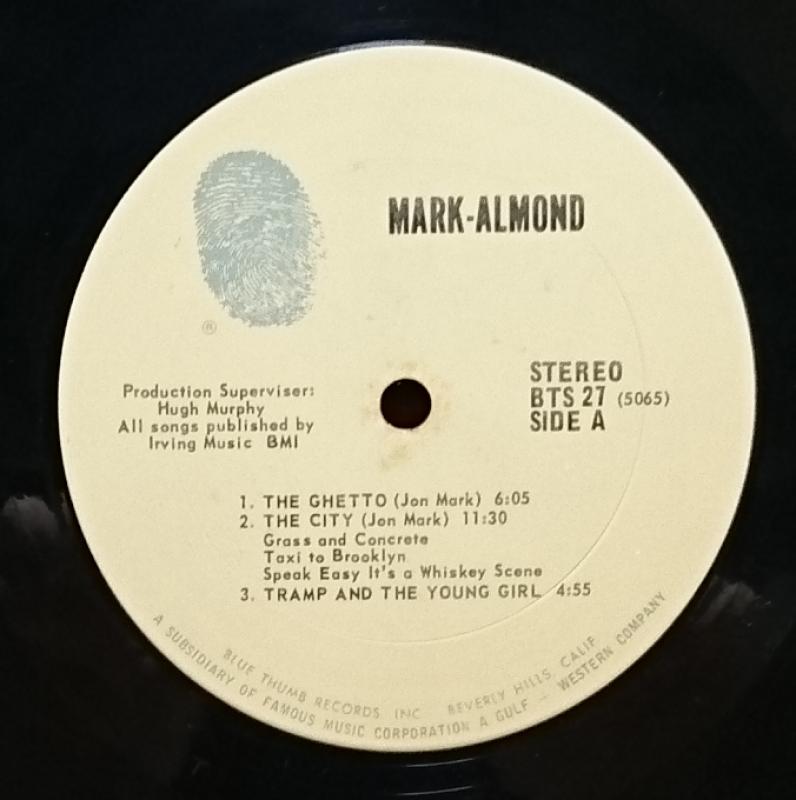 MARK-ALMOND
®
STEREO
BTS 27 (5065)
SIDE A
Production Superviser:
Hugh Murphy
All songs published by
Irving Music BMI
1. THE GHETTO (Jon Mark) 6:05
2. THE CITY (Jon Mark) 11:30
Grass and Concrete
Taxi to Brooklyn
Speak Easy It's a Whiskey Scene
3. TRAMP AND THE YOUNG GIRL 4:55
BLUE THUMB RECORDS INC BEVERLY HILLS, CALIF
A SUBSIDIARY OF FAMOUS MUSIC CORPORATION A GULF + WESTERN COMPANY